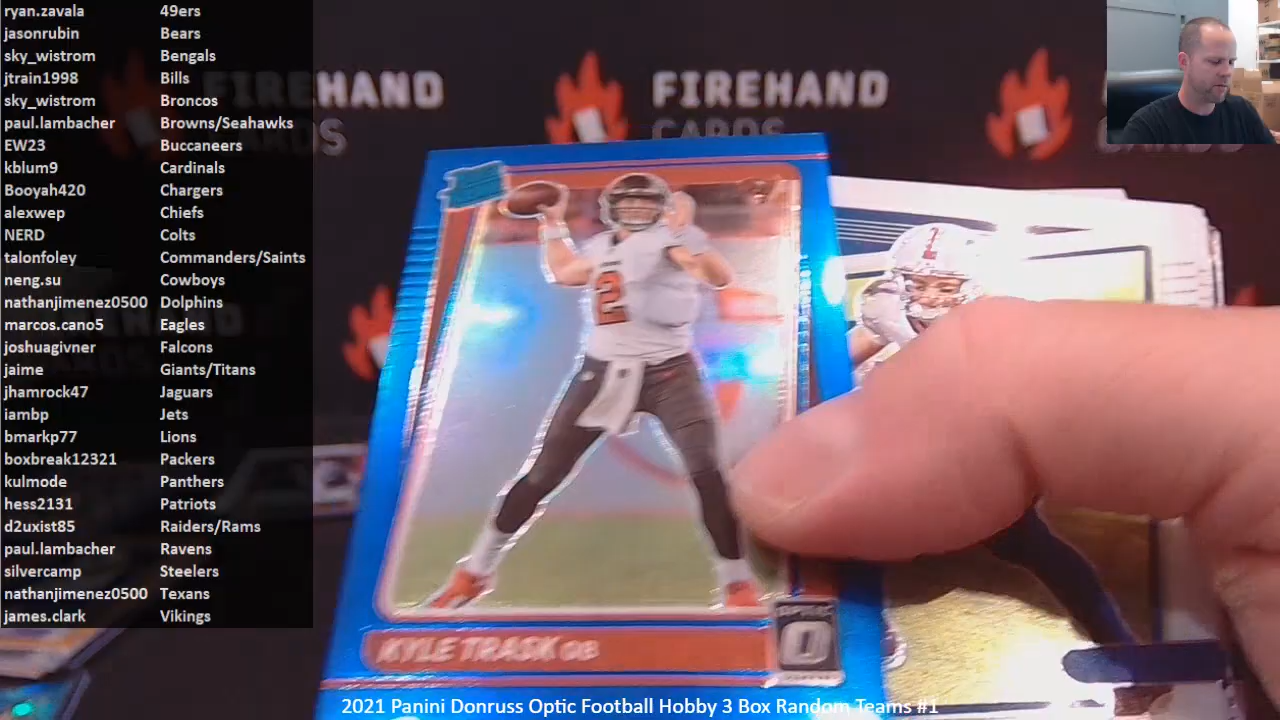 ryan.zavala 49ers
jasonrubin Bears
sky_wistrom Bengals
jtrain1998 Bills
sky_wistrom Broncos
paul.lambacher Browns/Seahawks
EW23 Buccaneers
kblum9 Cardinals
Booyah420 Chargers
alexwep Chiefs
NERD Colts
talonfoley Commanders/Saints
neng.su Cowboys
nathanjimenez0500 Dolphins
marcos.cano5 Eagles
joshuagivner Falcons
jaime Giants/Titans
jhamrock47 Jaguars
iambp Jets
bmarkp77 Lions
boxbreak12321 Packers
kulmode Panthers
hess2131 Patriots
d2uxist85 Raiders/Rams
paul.lambacher Ravens
silvercamp Steelers
nathanjimenez0500 Texans
james.clark Vikings
FIREHAND
CARDS
FIREHAND
CARDS
2
KYLE TRASK QB
OPTIC
2021 Panini Donruss Optic Football Hobby 3 Box Random Teams #1